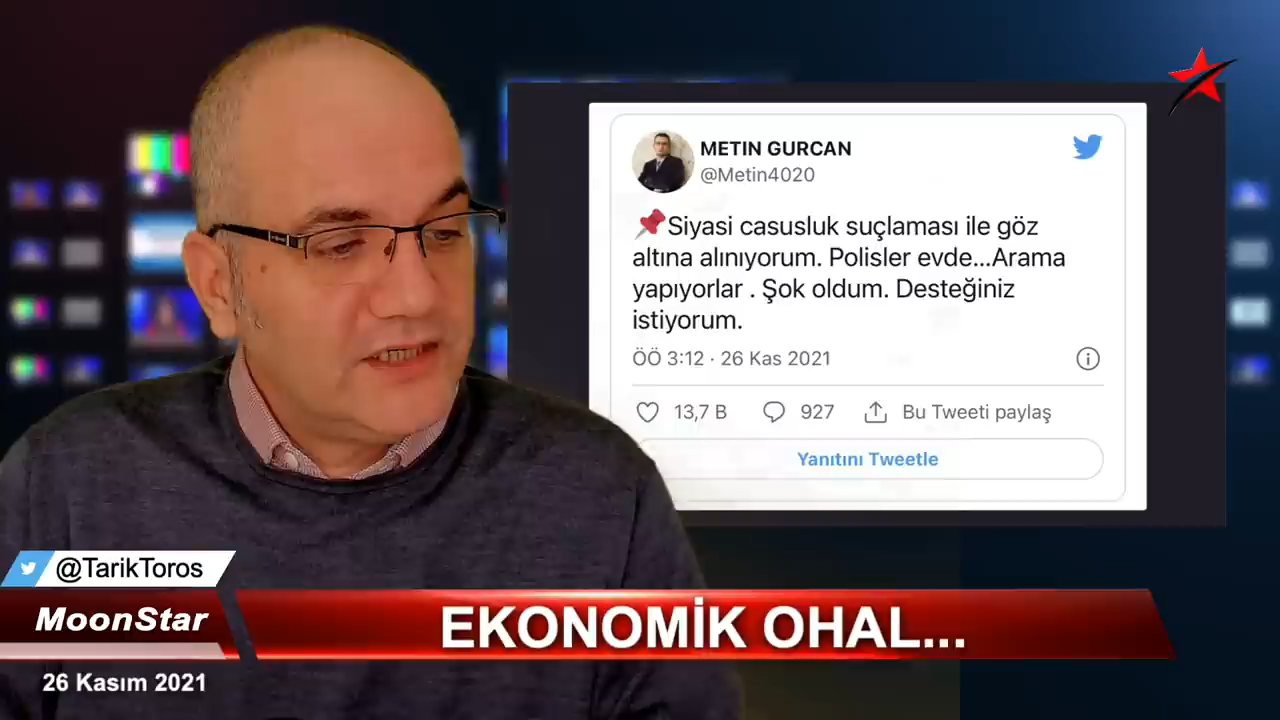 METIN GURCAN
@Metin4020
📌Siyasi casusluk suçlaması ile göz
altına alınıyorum. Polisler evde...Arama
yapıyorlar . Şok oldum. Desteğiniz
istiyorum.
ÖÖ 3:12 · 26 Kas 2021
13,7 B 927 Bu Tweeti paylaş
Yanıtını Tweetle
@TarikToros
MoonStar
EKONOMİK OHAL...
26 Kasım 2021